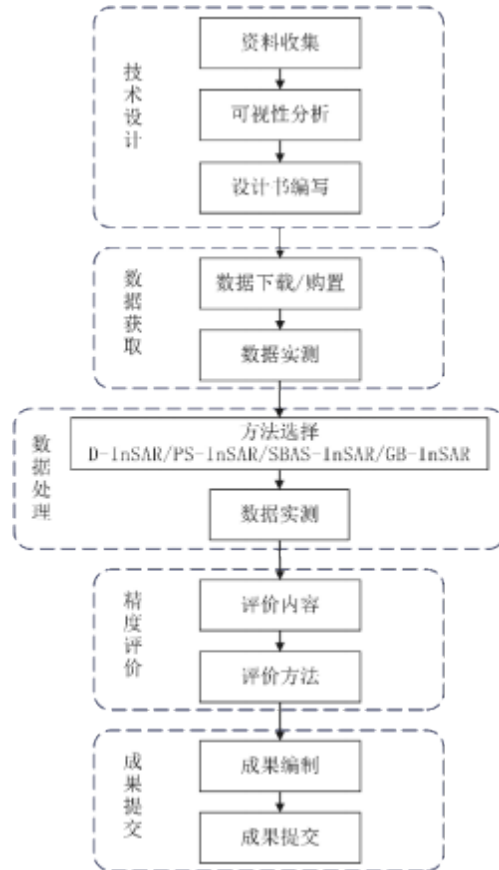 技术设计
资料收集
可视性分析
设计书编写
数据获取
数据下载/购置
数据实测
数据处理
方法选择
D-InSAR/PS-InSAR/SBAS-InSAR/GB-InSAR
数据实测
精度评价
评价内容
评价方法
成果提交
成果编制
成果提交